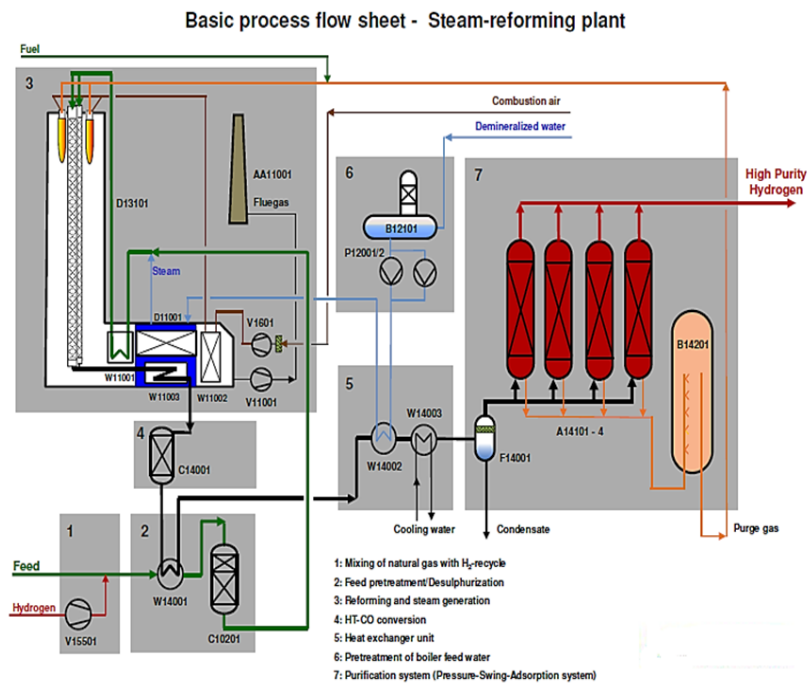 Basic process flow sheet - Steam-reforming plant
Fuel
3
Combustion air
Demineralized water
AA11001
Fluegas
D13101
6
B12101
P12001/2
7
High Purity
Hydrogen
Steam
D11001
V1601
W11001
W11003
W11002
V11001
B14201
5
W14003
W14002
A14101 - 4
F14001
4
C14001
Cooling water
Condensate
Purge gas
1
2
Feed
W14001
Hydrogen
V15501
C10201
1: Mixing of natural gas with H₂-recycle
2: Feed pretreatment/Desulphurization
3: Reforming and steam generation
4: HT-CO conversion
5: Heat exchanger unit
6: Pretreatment of boiler feed water
7: Purification system (Pressure-Swing-Adsorption system)